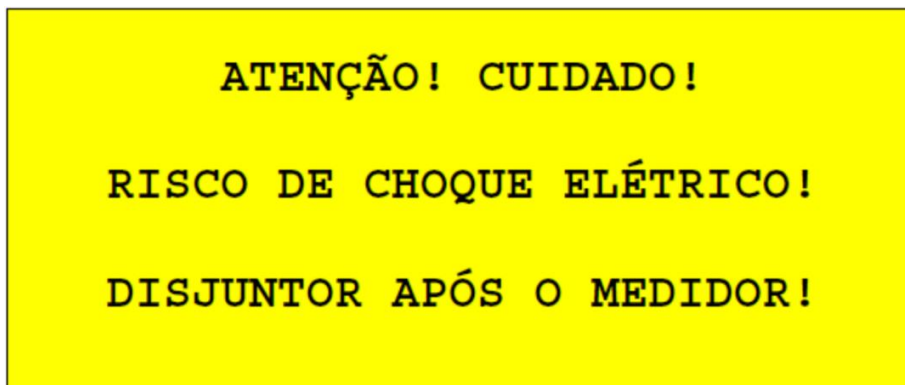 ATENÇÃO! CUIDADO!
RISCO DE CHOQUE ELÉTRICO!
DISJUNTOR APÓS O MEDIDOR!